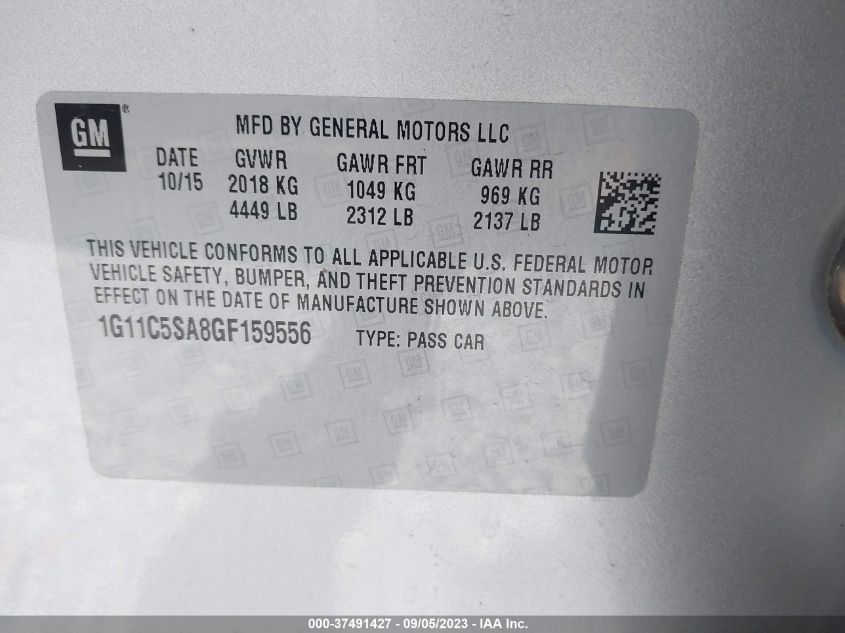 GM ®
MFD BY GENERAL MOTORS LLC
DATE GVWR GAWR FRT GAWR RR
10/15 2018 KG 1049 KG 969 KG
4449 LB 2312 LB 2137 LB
THIS VEHICLE CONFORMS TO ALL APPLICABLE U.S. FEDERAL MOTOR
VEHICLE SAFETY, BUMPER, AND THEFT PREVENTION STANDARDS IN
EFFECT ON THE DATE OF MANUFACTURE SHOWN ABOVE.
1G11C5SA8GF159556 TYPE: PASS CAR
000-37491427 - 09/05/2023 - IAA Inc.